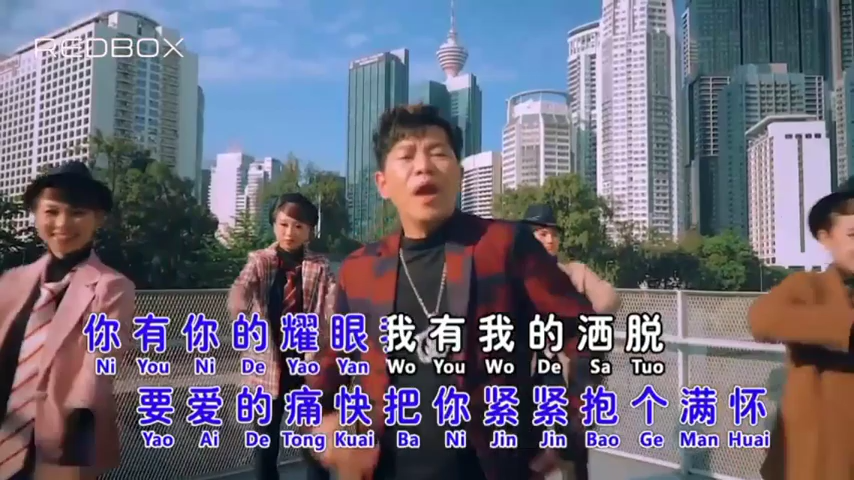 REDBOX
你有你的耀眼我有我的洒脱
Ni You Ni De Yao Yan Wo You Wo De Sa Tuo
要爱的痛快把你紧紧抱个满怀
Yao Ai De Tong Kuai Ba Ni Jin Jin Bao Ge Man Huai